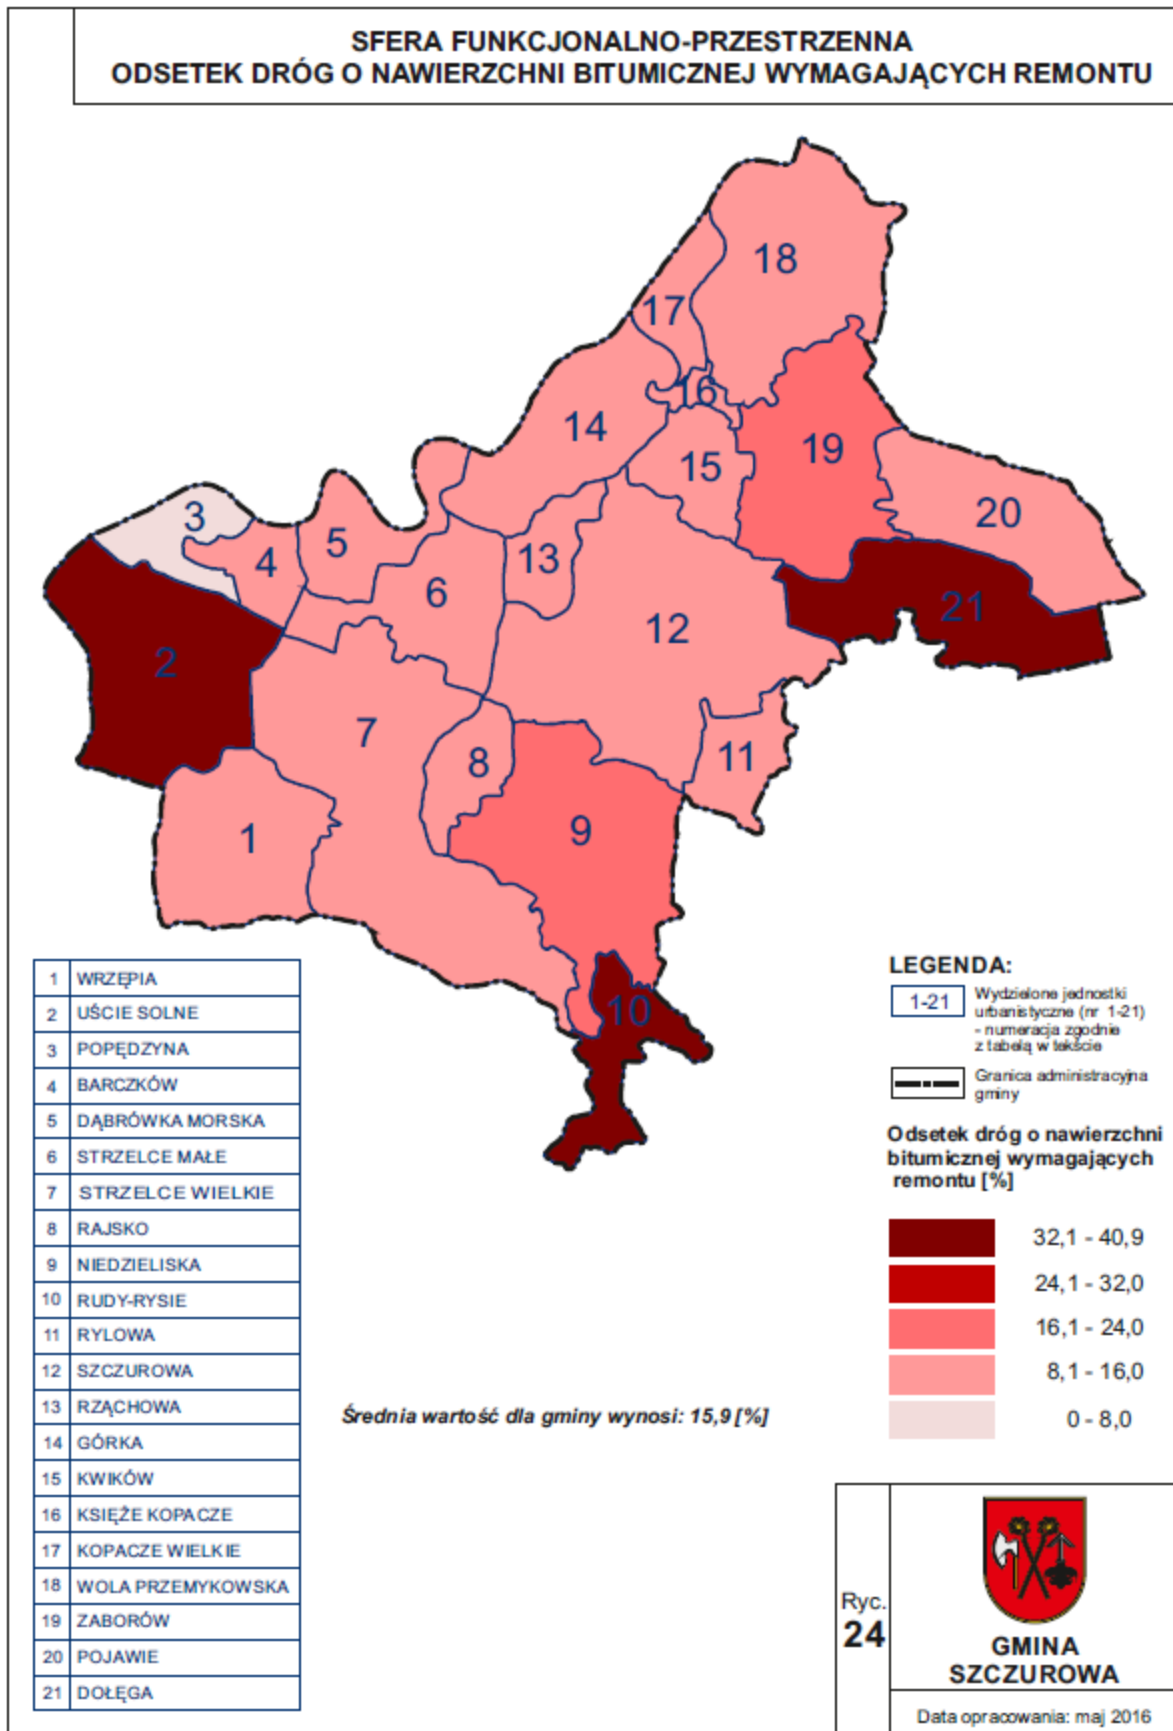 SFERA FUNKCJONALNO-PRZESTRZENNA
ODSETEK DRÓG O NAWIERZCHNI BITUMICZNEJ WYMAGAJĄCYCH REMONTU
18
17
16
14
19
15
3
20
5
13
4
6
21
12
2
7
11
8
9
1
10
1 WRZĘPIA
2 UŚCIE SOLNE
3 POPĘDZYNA
4 BARCZKÓW
5 DĄBRÓWKA MORSKA
6 STRZELCE MAŁE
7 STRZELCE WIELKIE
8 RAJSKO
9 NIEDZIELISKA
10 RUDY-RYSIE
11 RYLOWA
12 SZCZUROWA
13 RZĄCHOWA
14 GÓRKA
15 KWIKÓW
16 KSIĘŻE KOPACZE
17 KOPACZE WIELKIE
18 WOLA PRZEMYKOWSKA
19 ZABORÓW
20 POJAWIE
21 DOŁĘGA
Średnia wartość dla gminy wynosi: 15,9 [%]
LEGENDA:
1-21
Wydzielone jednostki
urbanistyczne (nr 1-21)
- numeracja zgodnie
z tabelą w tekście
Granica administracyjna
gminy
Odsetek dróg o nawierzchni
bitumicznej wymagających
remontu [%]
32,1 - 40,9
24,1 - 32,0
16,1 - 24,0
8,1 - 16,0
0 - 8,0
Ryc.
24
GMINA
SZCZUROWA
Data opracowania: maj 2016